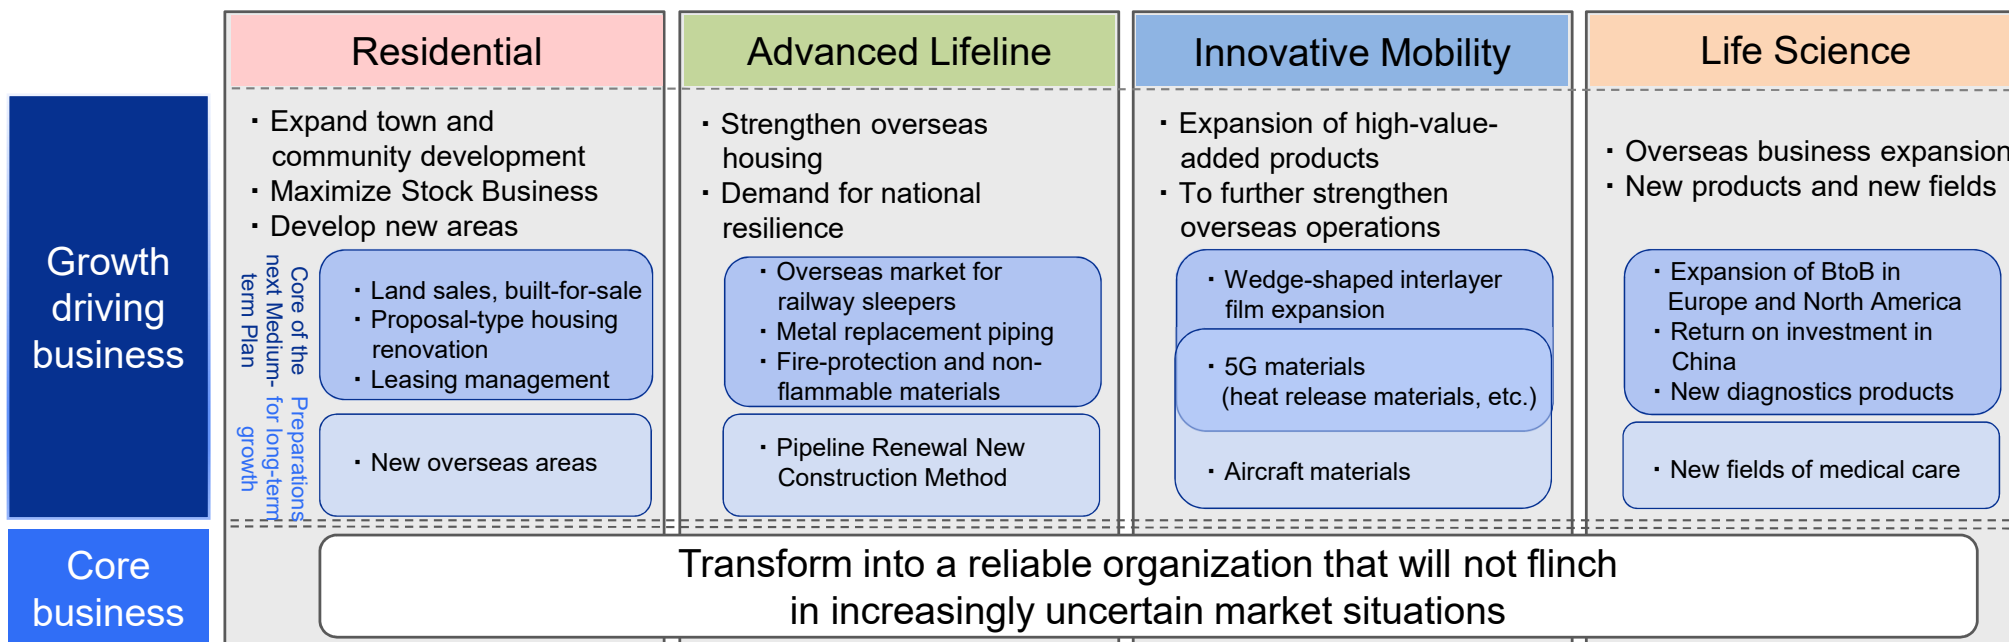 Residential
Advanced Lifeline
Innovative Mobility
Life Science
Growth
driving
business
・Expand town and
community development
・Maximize Stock Business
・Develop new areas
・Strengthen overseas
housing
・Demand for national
resilience
・Expansion of high-value-
added products
・To further strengthen
overseas operations
・Overseas business expansion
・New products and new fields
Core of the
next Medium-
term Plan
・Land sales, built-for-sale
・Proposal-type housing
renovation
・Leasing management
・Overseas market for
railway sleepers
・Metal replacement piping
・Fire-protection and non-
flammable materials
・Wedge-shaped interlayer
film expansion
・5G materials
(heat release materials, etc.)
・Expansion of BtoB in
Europe and North America
・Return on investment in
China
・New diagnostics products
Preparations
for long-term
growth
・New overseas areas
・Pipeline Renewal New
Construction Method
・Aircraft materials
・New fields of medical care
Core
business
Transform into a reliable organization that will not flinch
in increasingly uncertain market situations